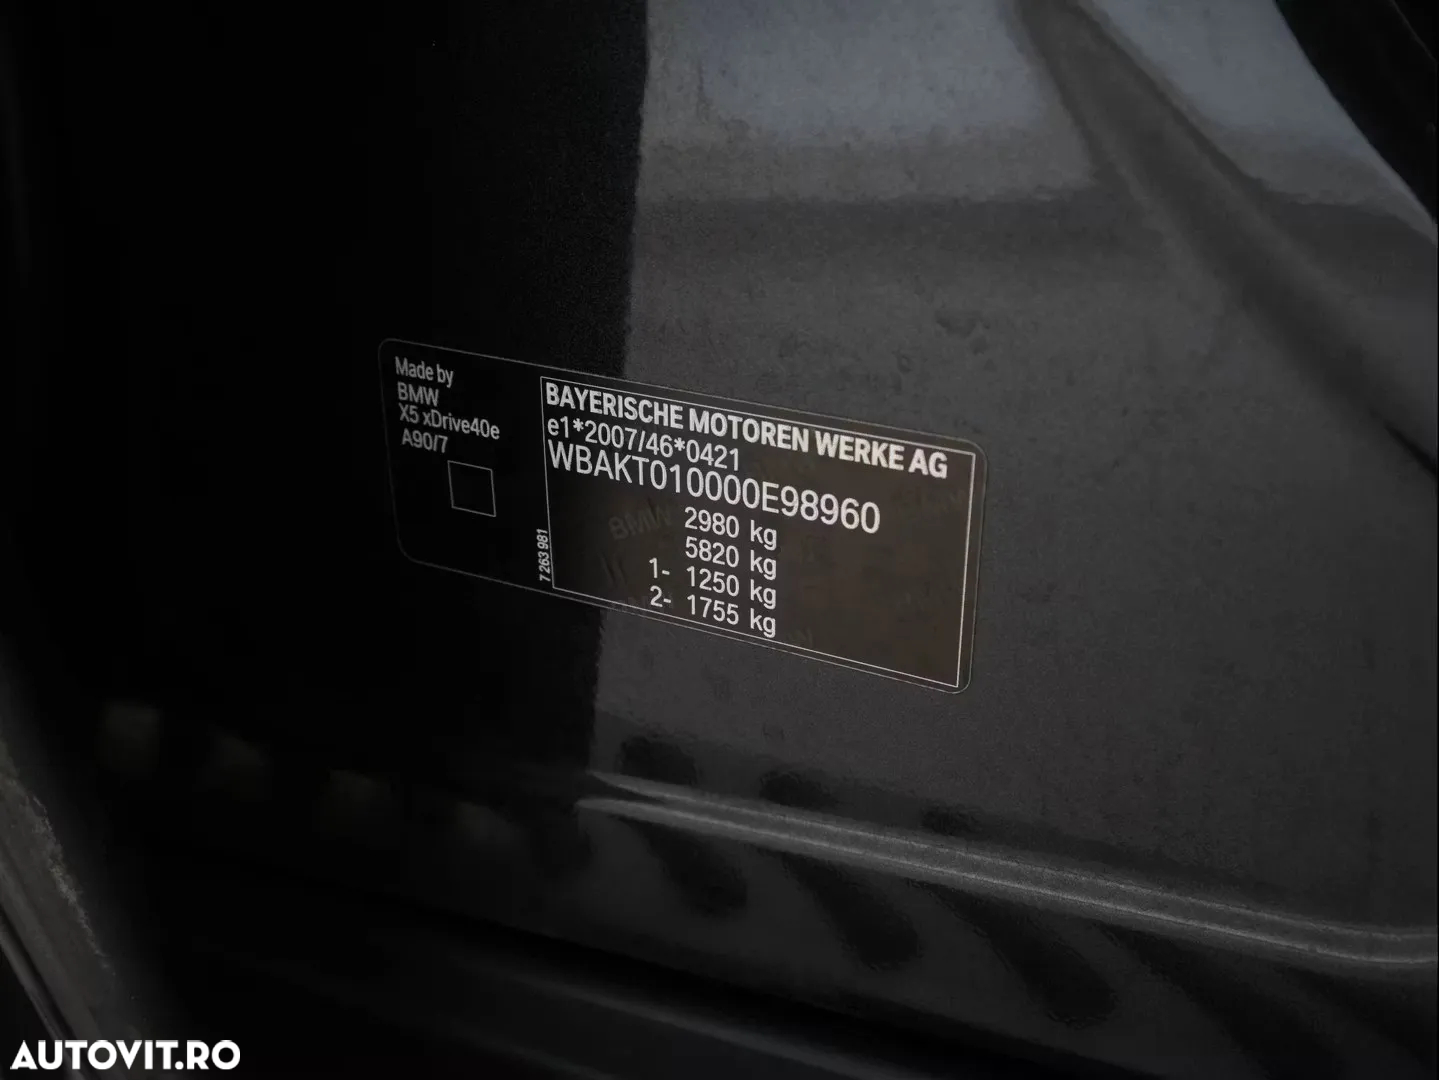 Made by
BMW
X5 xDrive40e
A90/7
7 263 981
BAYERISCHE MOTOREN WERKE AG
e1*2007/46*0421
WBAKT010000E98960
2980 kg
5820 kg
1- 1250 kg
2- 1755 kg
AUTOVIT.RO